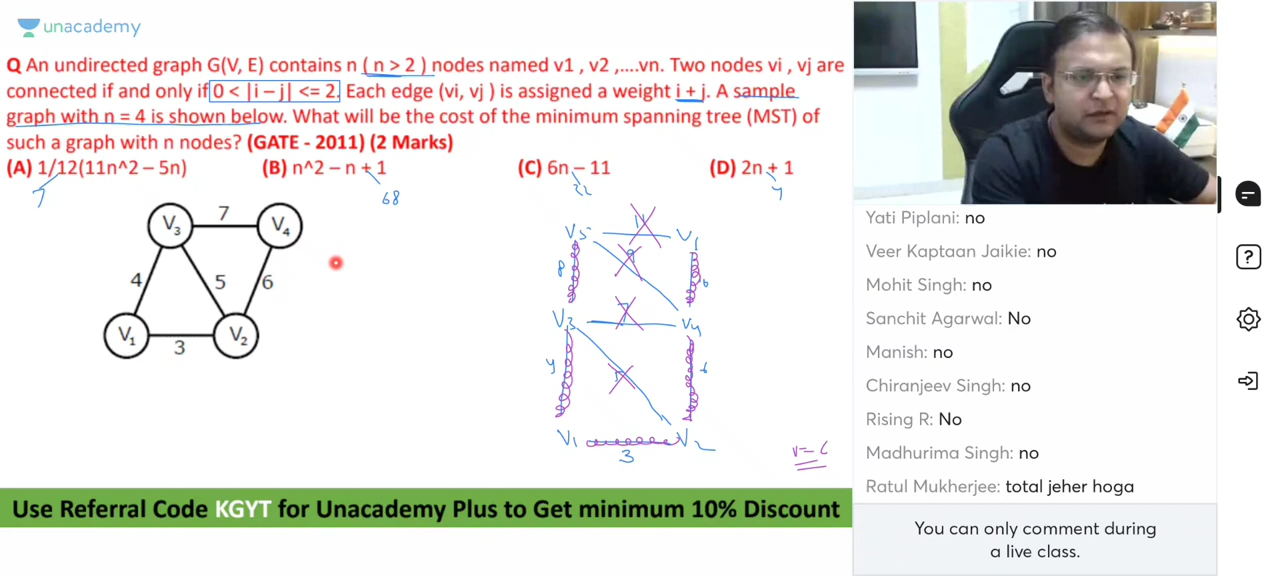 unacademy
Q An undirected graph G(V, E) contains n ( n > 2 ) nodes named v1 , v2 ,....vn. Two nodes vi , vj are
connected if and only if 0 < |i – j| <= 2. Each edge (vi, vj ) is assigned a weight i + j. A sample
graph with n = 4 is shown below. What will be the cost of the minimum spanning tree (MST) of
such a graph with n nodes? (GATE - 2011) (2 Marks)
(A) 1/12(11n^2 – 5n) (B) n^2 – n + 1 (C) 6n – 11 (D) 2n + 1
7 68 22 4
V3 7 V4
4 5 6
V1 3 V2
V5 11
8 9
V3 7 V4
4 6
V1 3 V2
Use Referral Code KGYT for Unacademy Plus to Get minimum 10% Discount
Yati Piplani: no
Veer Kaptaan Jaikie: no
Mohit Singh: no
Sanchit Agarwal: No
Manish: no
Chiranjeev Singh: no
Rising R: No
Madhurima Singh: no
Ratul Mukherjee: total jeher hoga
You can only comment during
a live class.
?